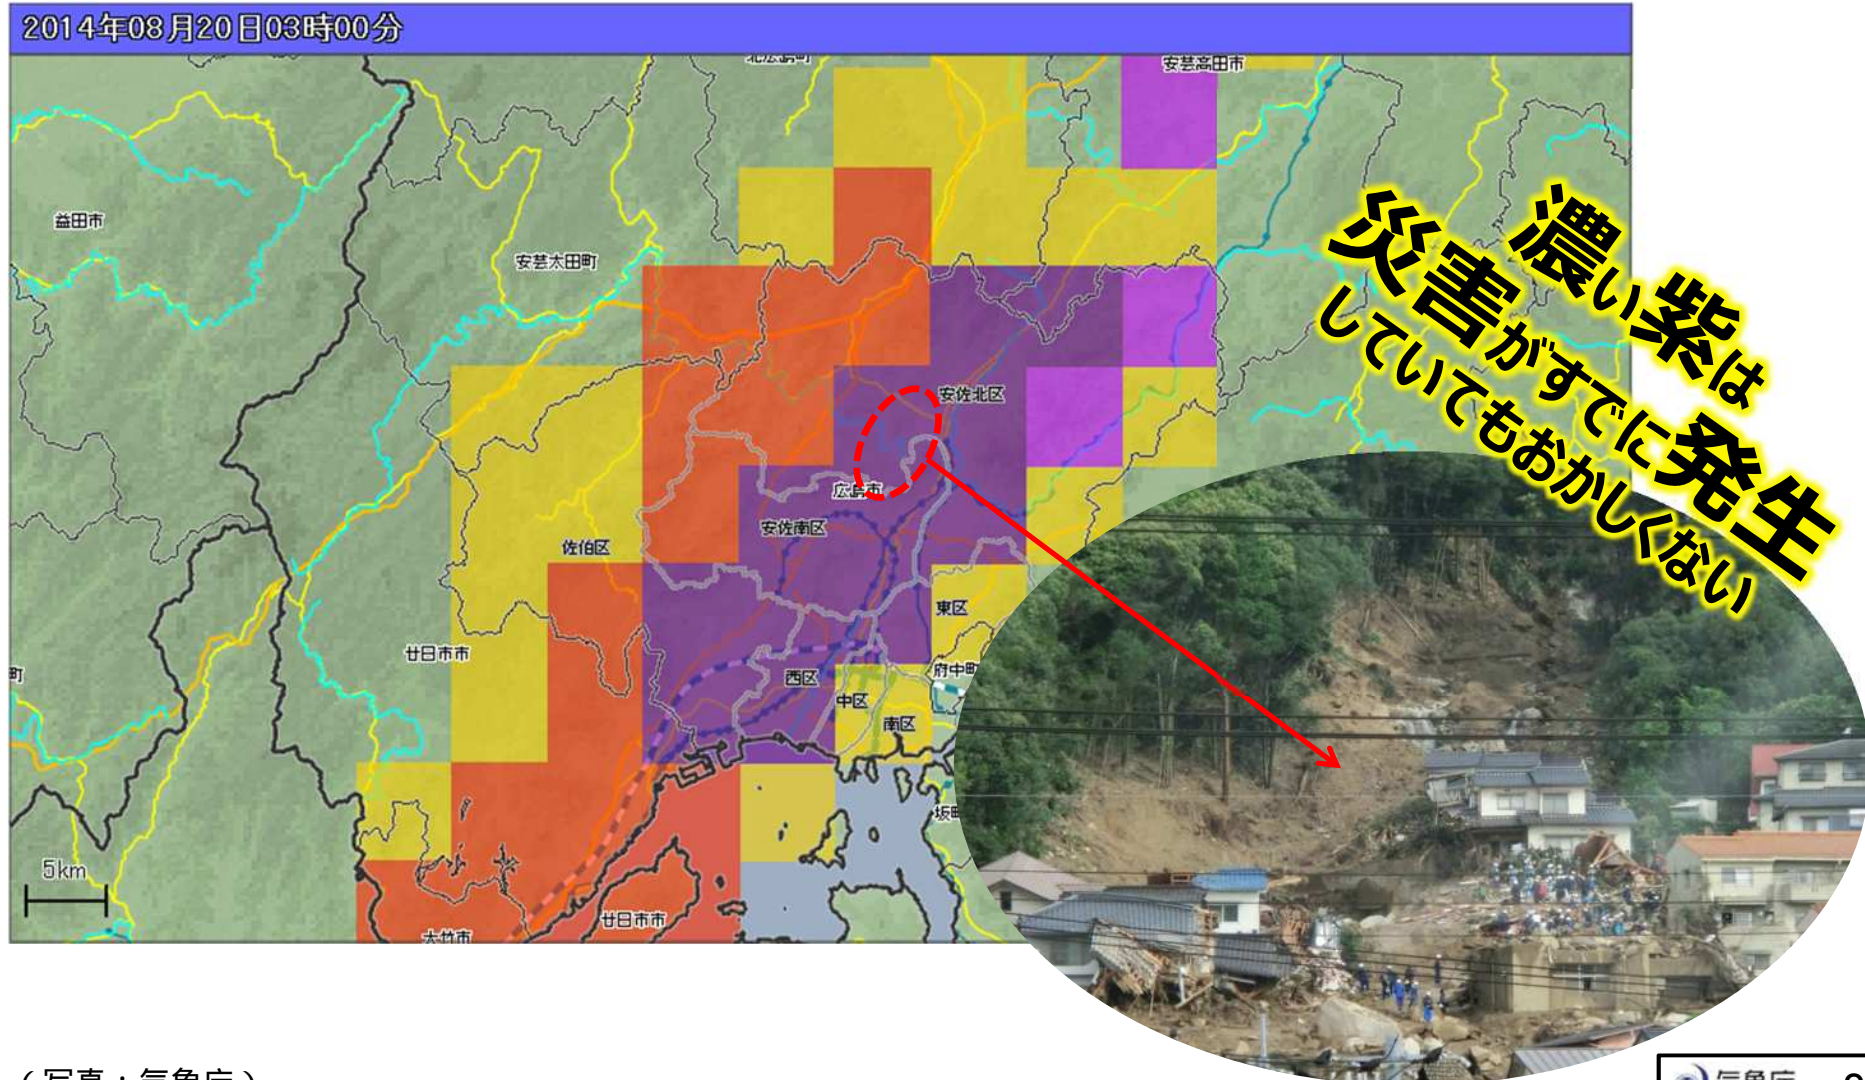 2014年08月20日03時00分
北広島町
安芸高田市
益田市
安芸太田町
濃い紫は
災害がすでに発生
していてもおかしくない
安佐北区
広島市
安佐南区
佐伯区
東区
廿日市市
府中町
町
西区
中区
南区
坂町
5km
廿日市市
大竹市
(写真:気象庁)
気象庁